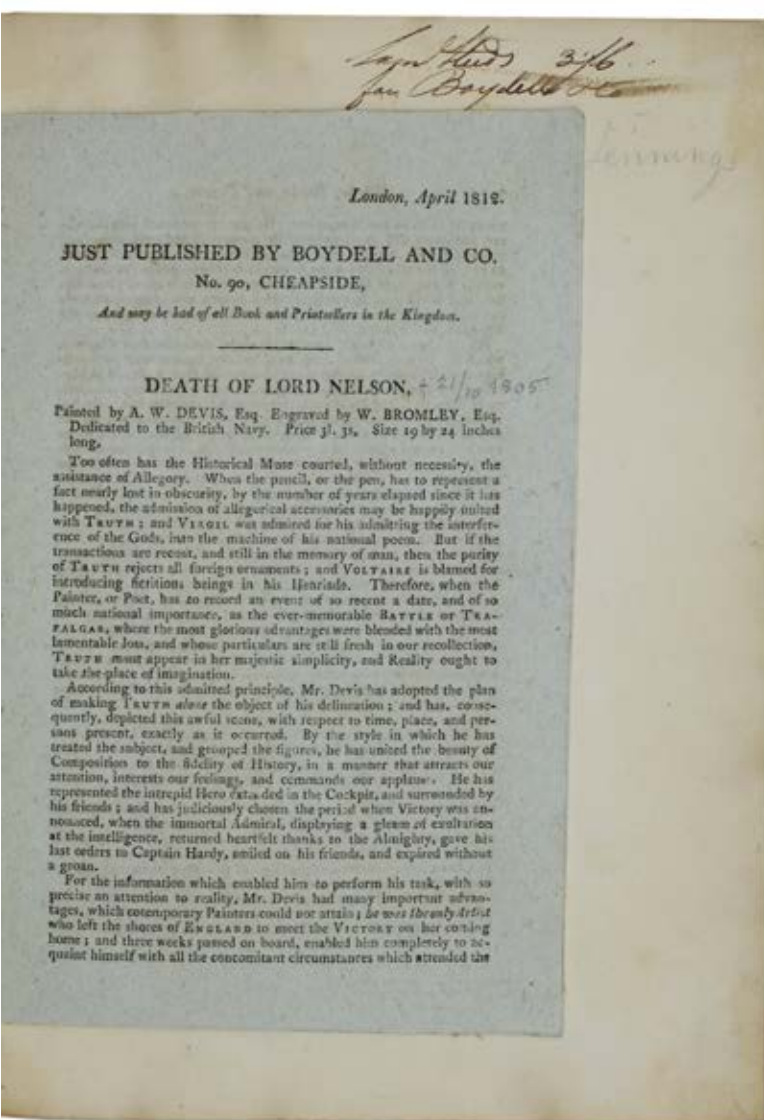 3/6
Boydell
London, April 1812.
JUST PUBLISHED BY BOYDELL AND CO.
No. 90, CHEAPSIDE,
And may be had of all Book and Printsellers in the Kingdom.
DEATH OF LORD NELSON, + 21/10 1805
Painted by A. W. DEVIS, Esq. Engraved by W. BROMLEY, Esq.
Dedicated to the British Navy. Price 3l. 3s. Size 19 by 24 inches
long.
Too often has the Historical Muse courted, without necessity, the
assistance of Allegory. When the pencil, or the pen, has to represent a
fact nearly lost in obscurity, by the number of years elapsed since it has
happened, the admission of allegorical accessories may be happily united
with TRUTH; and VIRGIL was admired for his admitting the interfer-
ence of the Gods, into the machine of his national poem. But if the
transactions are recent, and still in the memory of man, then the purity
of TRUTH rejects all foreign ornaments; and VOLTAIRE is blamed for
introducing fictitious beings in his Henriade. Therefore, when the
Painter, or Poet, has to record an event of so recent a date, and of so
much national importance, as the ever-memorable BATTLE OF TRA-
FALGAR, where the most glorious advantages were blended with the most
lamentable loss, and whose particulars are still fresh in our recollection,
TRUTH must appear in her majestic simplicity, and Reality ought to
take the place of imagination.
According to this admitted principle, Mr. Devis has adopted the plan
of making TRUTH alone the object of his delineation; and has, conse-
quently, depicted this awful scene, with respect to time, place, and per-
sons present, exactly as it occurred. By the style in which he has
treated the subject, and grouped the figures, he has united the beauty of
Composition to the fidelity of History, in a manner that attracts our
attention, interests our feelings, and commands our applause. He has
represented the intrepid Hero extended in the Cockpit, and surrounded by
his friends; and has judiciously chosen the period when Victory was an-
nounced, when the immortal Admiral, displaying a gleam of exultation
at the intelligence, returned heartfelt thanks to the Almighty, gave his
last orders to Captain Hardy, smiled on his friends, and expired without
a groan.
For the information which enabled him to perform his task, with so
precise an attention to reality, Mr. Devis had many important advan-
tages, which cotemporary Painters could not attain; he was the only Artist
who left the shores of ENGLAND to meet the VICTORY on her coming
home; and three weeks passed on board, enabled him completely to ac-
quaint himself with all the concomitant circumstances which attended the